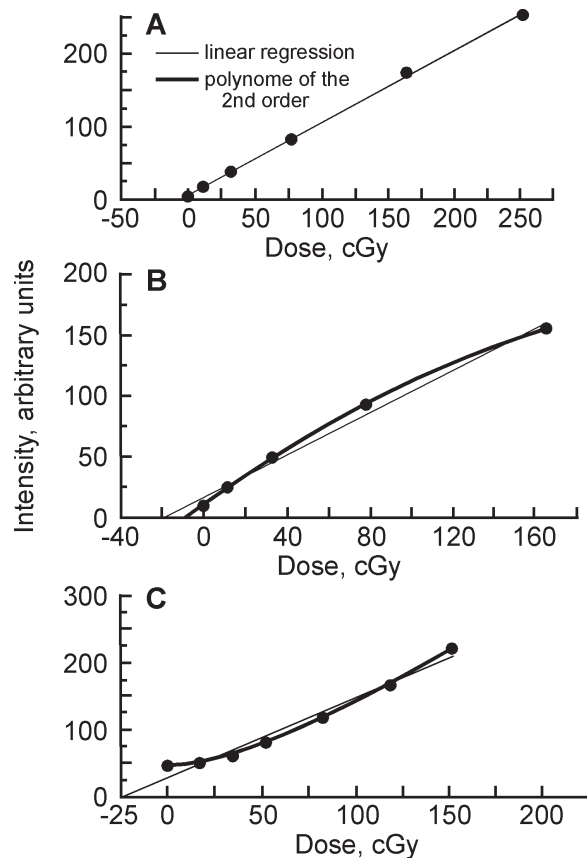 A
linear regression
polynome of the
2nd order
200
100
0
-50 0 50 100 150 200 250
Dose, cGy
Intensity, arbitrary units
B
200
150
100
50
0
-40 0 40 80 120 160
Dose, cGy
C
300
200
100
0
-25 0 50 100 150 200
Dose, cGy